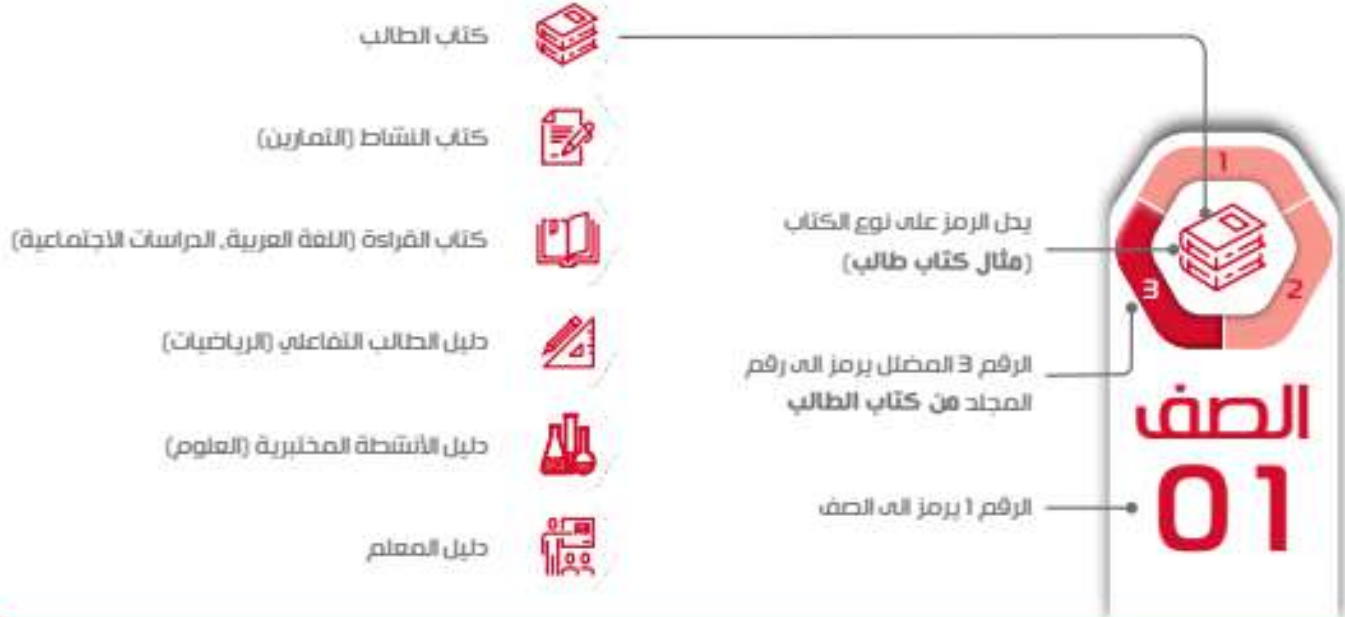 1
2
3
الصف
01
يدل الرمز على نوع الكتاب
(مثال كتاب طالب)
الرقم 3 المضلل يرمز الى رقم
المجلد من كتاب الطالب
الرقم 1 يرمز الى الصف
كتاب الطالب
كتاب النشاط (التمارين)
كتاب القراءة (اللغة العربية, الدراسات الاجتماعية)
دليل الطالب التفاعلي (الرياضيات)
دليل الأنشطة المختبرية (العلوم)
دليل المعلم